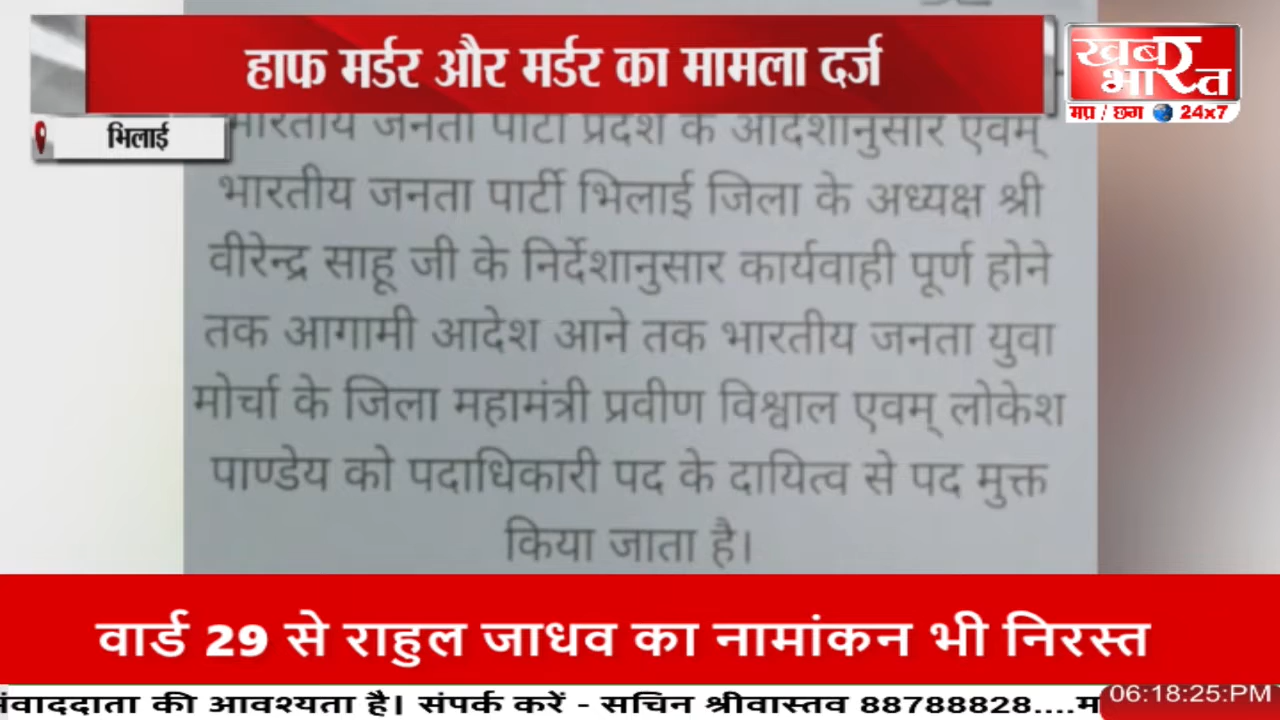 हाफ मर्डर और मर्डर का मामला दर्ज
खबर
भारत
मप्र / छग 24x7
भिलाई
भारतीय जनता पार्टी प्रदेश के आदेशानुसार एवम्
भारतीय जनता पार्टी भिलाई जिला के अध्यक्ष श्री
वीरेन्द्र साहू जी के निर्देशानुसार कार्यवाही पूर्ण होने
तक आगामी आदेश आने तक भारतीय जनता युवा
मोर्चा के जिला महामंत्री प्रवीण विश्वाल एवम् लोकेश
पाण्डेय को पदाधिकारी पद के दायित्व से पद मुक्त
किया जाता है।
वार्ड 29 से राहुल जाधव का नामांकन भी निरस्त
संवाददाता की आवश्यता है। संपर्क करें - सचिन श्रीवास्तव 88788828....म
06:18:25:PM